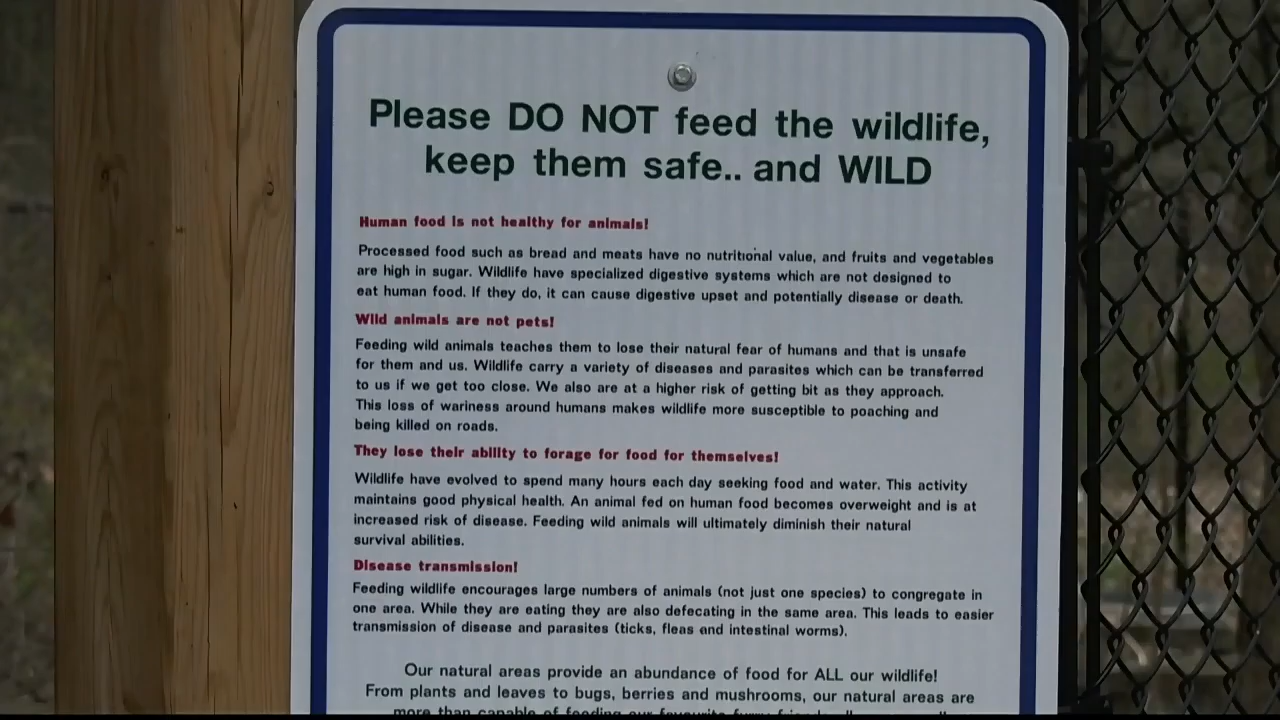 Please DO NOT feed the wildlife,
keep them safe.. and WILD
Human food is not healthy for animals!
Processed food such as bread and meats have no nutritional value, and fruits and vegetables
are high in sugar. Wildlife have specialized digestive systems which are not designed to
eat human food. If they do, it can cause digestive upset and potentially disease or death.
Wild animals are not pets!
Feeding wild animals teaches them to lose their natural fear of humans and that is unsafe
for them and us. Wildlife carry a variety of diseases and parasites which can be transferred
to us if we get too close. We also are at a higher risk of getting bit as they approach.
This loss of wariness around humans makes wildlife more susceptible to poaching and
being killed on roads.
They lose their ability to forage for food for themselves!
Wildlife have evolved to spend many hours each day seeking food and water. This activity
maintains good physical health. An animal fed on human food becomes overweight and is at
increased risk of disease. Feeding wild animals will ultimately diminish their natural
survival abilities.
Disease transmission!
Feeding wildlife encourages large numbers of animals (not just one species) to congregate in
one area. While they are eating they are also defecating in the same area. This leads to easier
transmission of disease and parasites (ticks, fleas and intestinal worms).
Our natural areas provide an abundance of food for ALL our wildlife!
From plants and leaves to bugs, berries and mushrooms, our natural areas are
more than capable of feeding our favourite furry